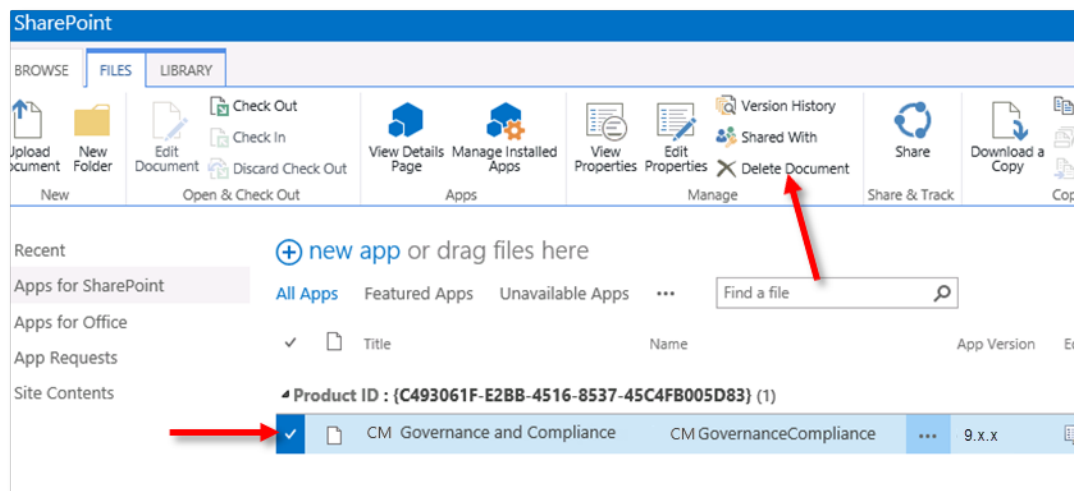 SharePoint
BROWSE FILES LIBRARY
Upload Document
New Folder
New
Edit Document
Check Out
Check In
Discard Check Out
Open & Check Out
View Details Page
Manage Installed Apps
Apps
View Properties
Edit Properties
Version History
Shared With
Delete Document
Manage
Share
Share & Track
Download a Copy
Recent
Apps for SharePoint
Apps for Office
App Requests
Site Contents
new app or drag files here
All Apps Featured Apps Unavailable Apps ••• Find a file
Title Name App Version
Product ID : {C493061F-E2BB-4516-8537-45C4FB005D83} (1)
CM Governance and Compliance CM GovernanceCompliance ••• 9.x.x